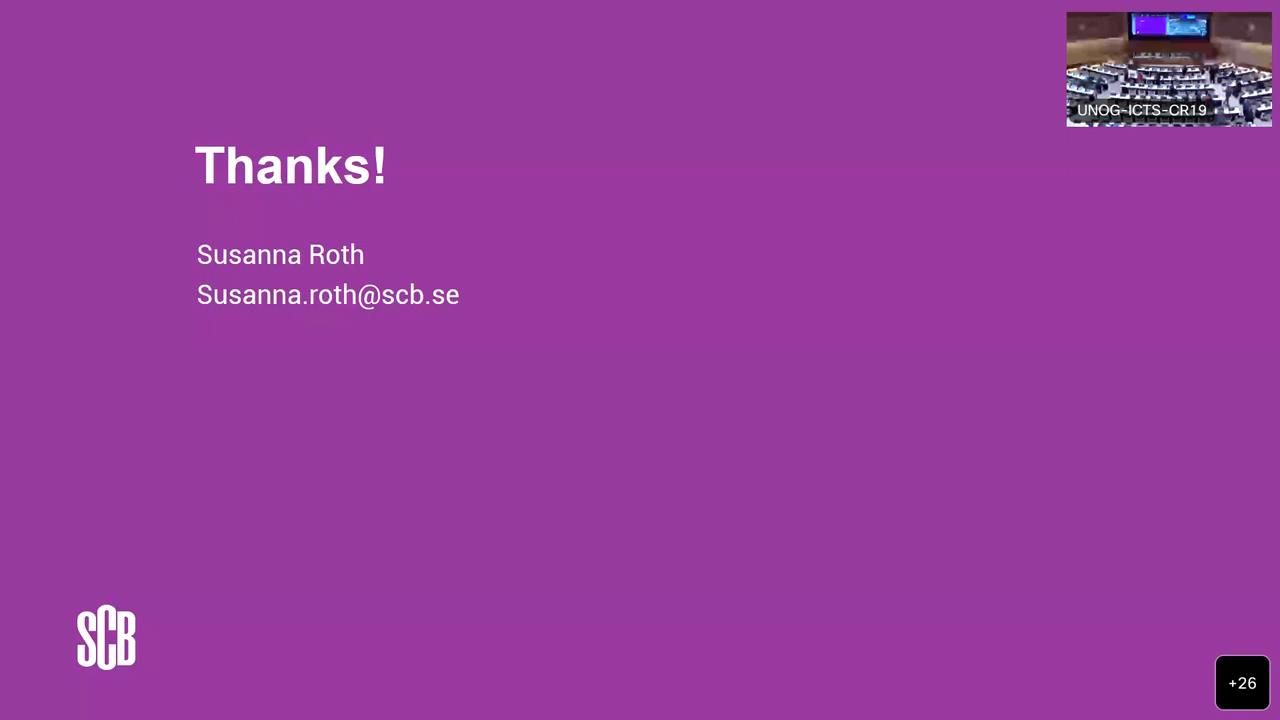 UNOG-ICTS-CR19
Thanks!
Susanna Roth
Susanna.roth@scb.se
SCB
+26